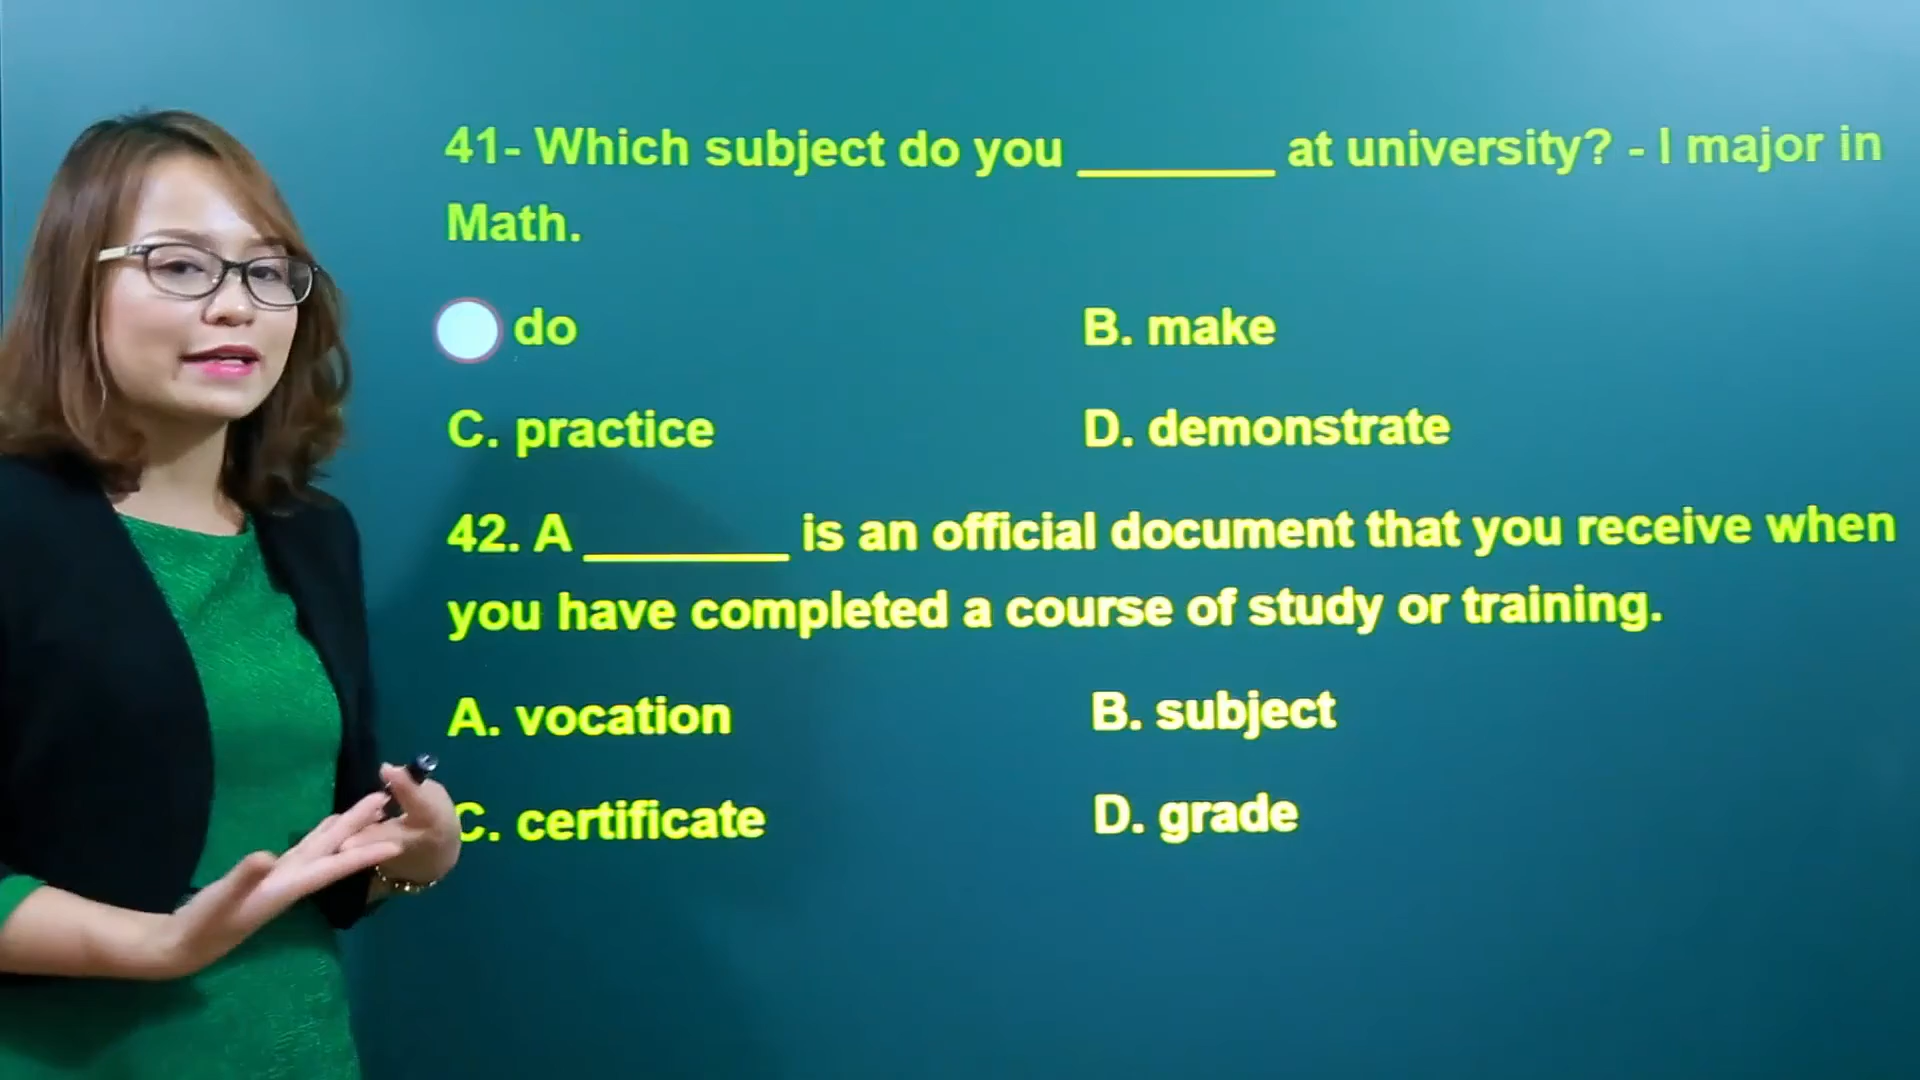 41- Which subject do you _______ at university? - I major in
Math.
do
B. make
C. practice
D. demonstrate
42. A _______ is an official document that you receive when
you have completed a course of study or training.
A. vocation
B. subject
C. certificate
D. grade